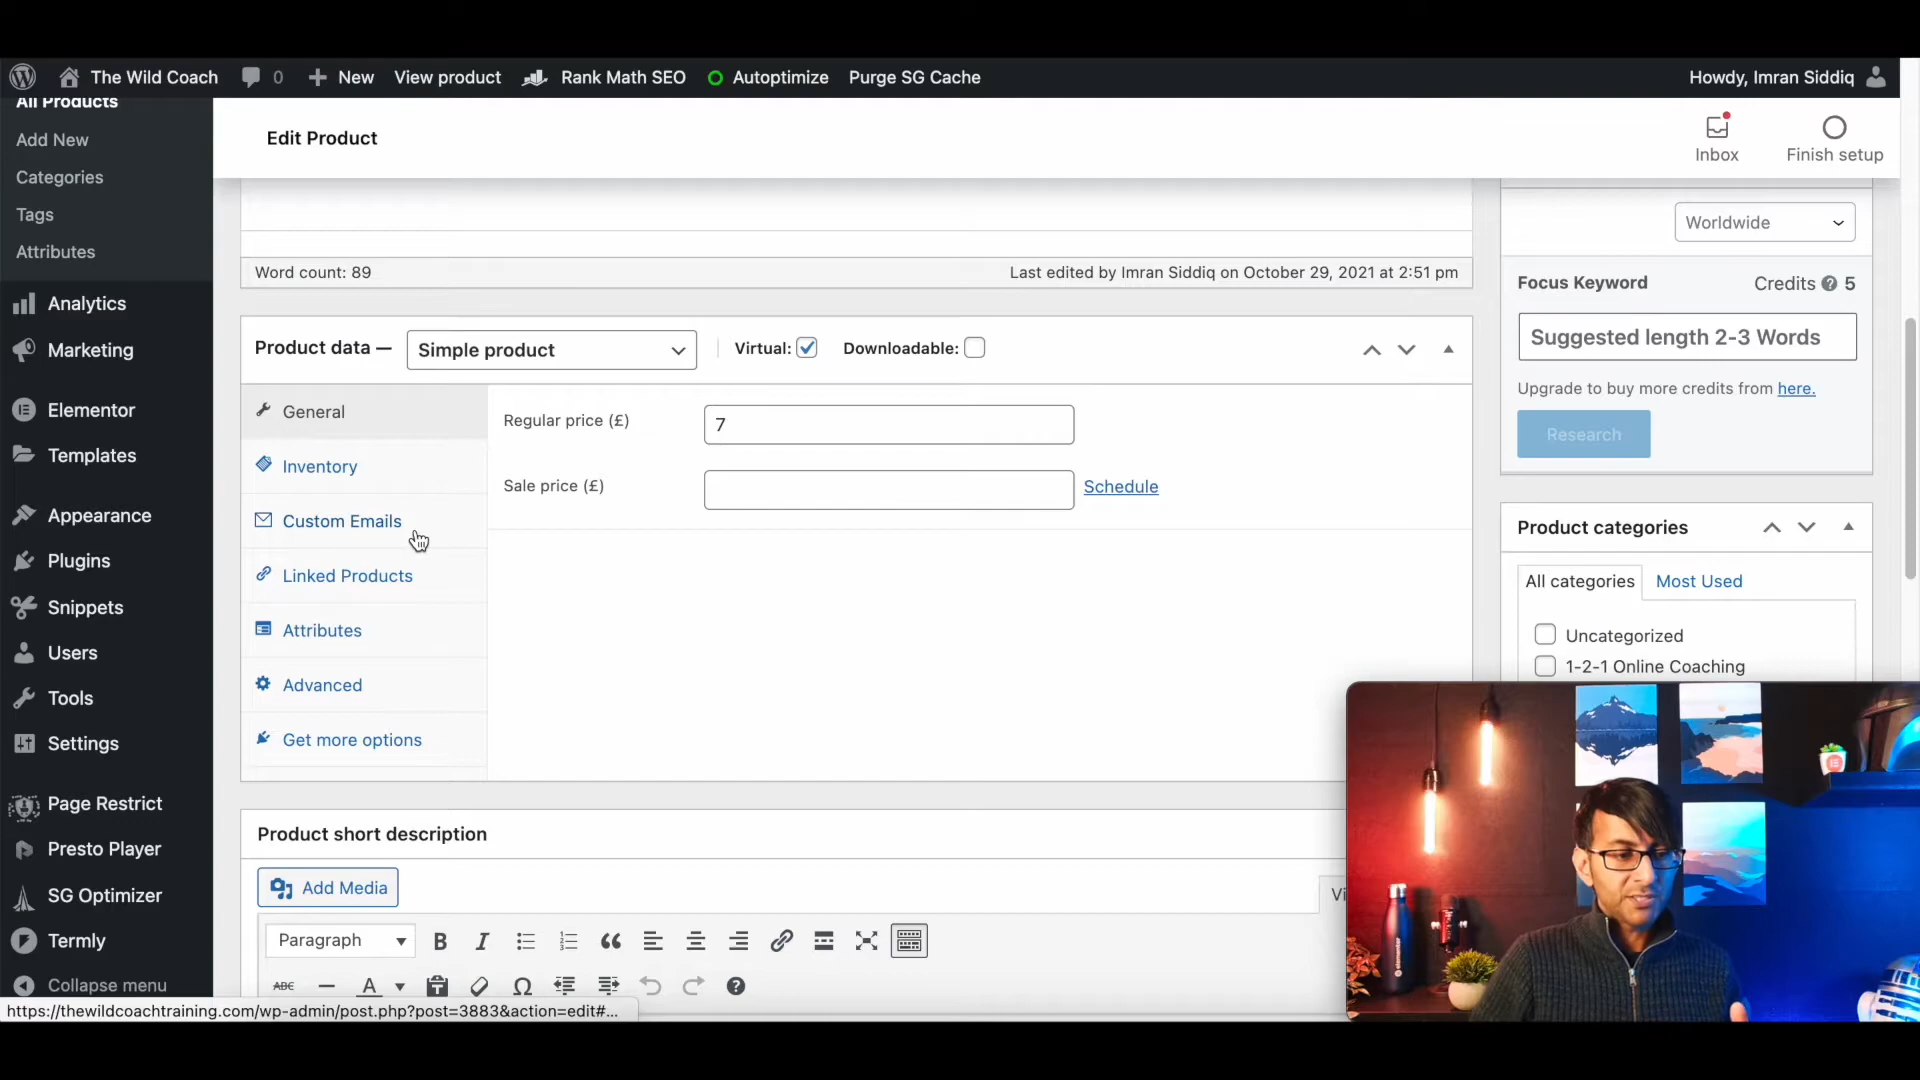 The Wild Coach 0 New View product Rank Math SEO Autoptimize Purge SG Cache Howdy, Imran Siddiq
All Products
Add New
Categories
Tags
Attributes
Analytics
Marketing
Elementor
Templates
Appearance
Plugins
Snippets
Users
Tools
Settings
Page Restrict
Presto Player
SG Optimizer
Termly
Collapse menu
Edit Product
Inbox
Finish setup
Word count: 89
Last edited by Imran Siddiq on October 29, 2021 at 2:51 pm
Product data — Simple product Virtual: Downloadable:
General
Inventory
Custom Emails
Linked Products
Attributes
Advanced
Get more options
Regular price (£) 7
Sale price (£) Schedule
Product short description
Add Media
Vi
Paragraph B I
ABC A
Worldwide
Focus Keyword Credits 5
Suggested length 2-3 Words
Upgrade to buy more credits from here.
Research
Product categories
All categories Most Used
Uncategorized
1-2-1 Online Coaching
elementor
https://thewildcoachtraining.com/wp-admin/post.php?post=3883&action=edit#...